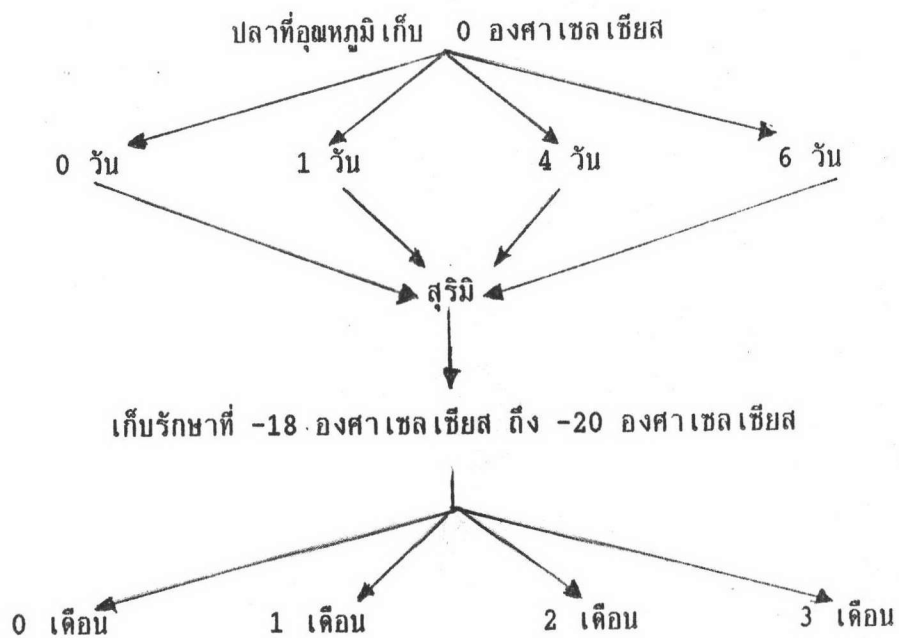 ปลาที่อุณหภูมิเก็บ 0 องศาเซลเซียส
0 วัน 1 วัน 4 วัน 6 วัน
สุริมิ
เก็บรักษาที่ -18 องศาเซลเซียส ถึง -20 องศาเซลเซียส
0 เดือน 1 เดือน 2 เดือน 3 เดือน